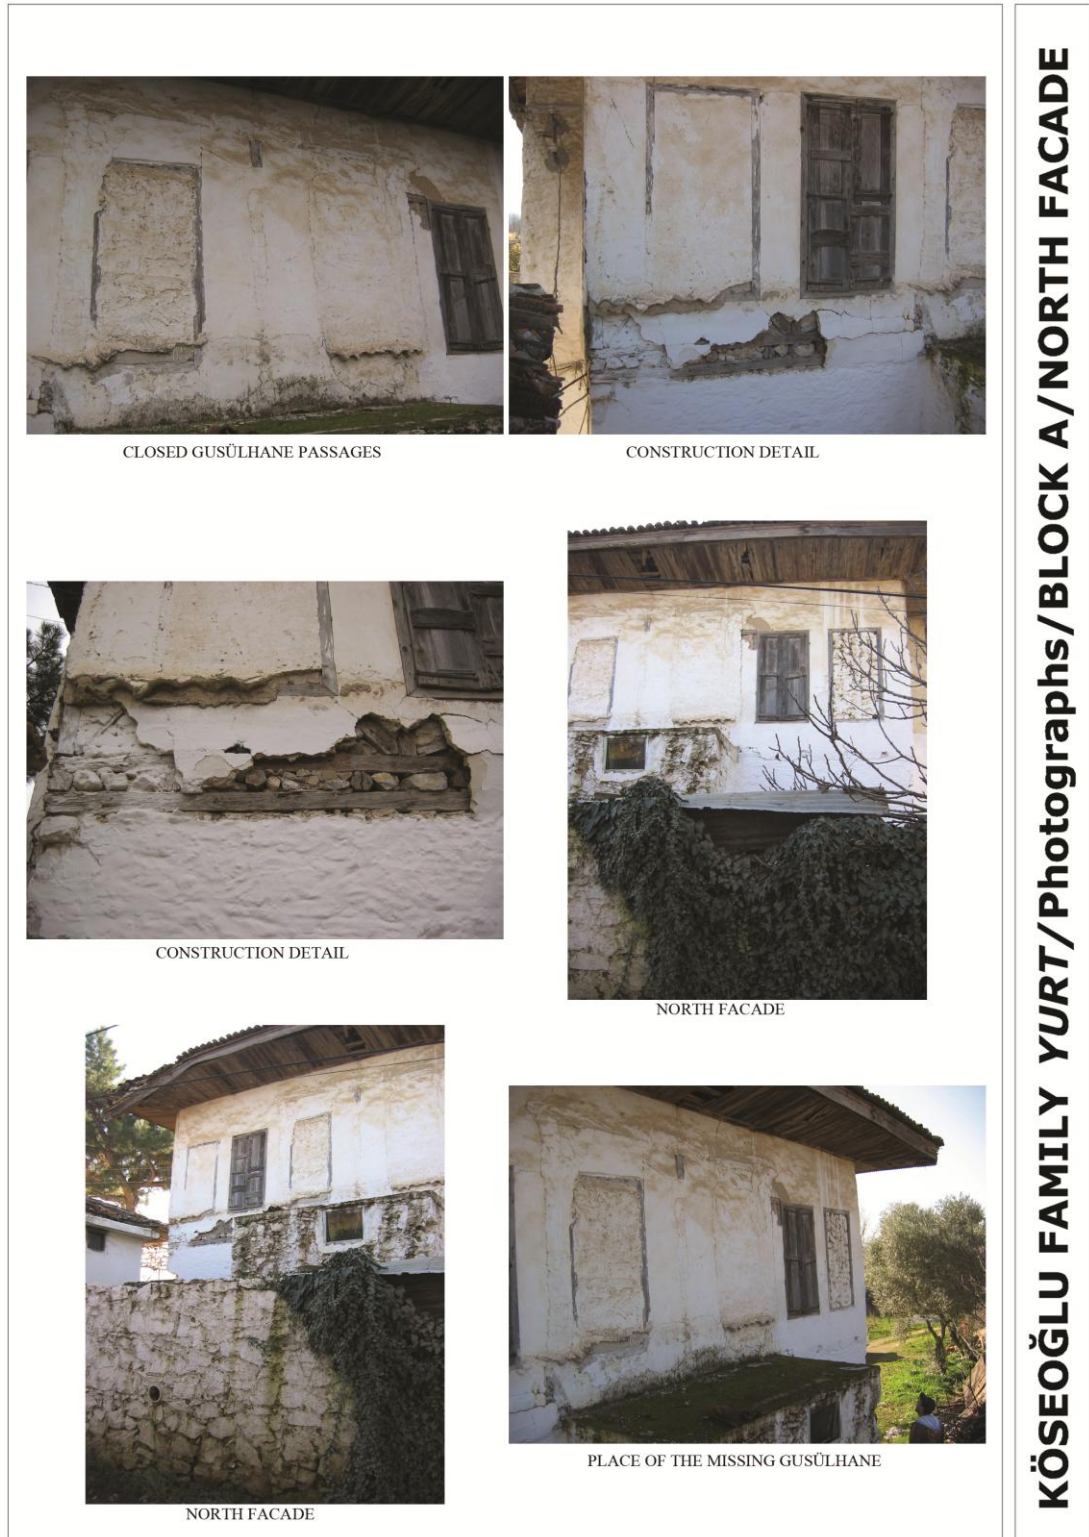 CLOSED GUSÜLHANE PASSAGES
CONSTRUCTION DETAIL
CONSTRUCTION DETAIL
NORTH FACADE
NORTH FACADE
PLACE OF THE MISSING GUSÜLHANE
KÖSEOĞLU FAMILY YURT/Photographs/BLOCK A/NORTH FACADE